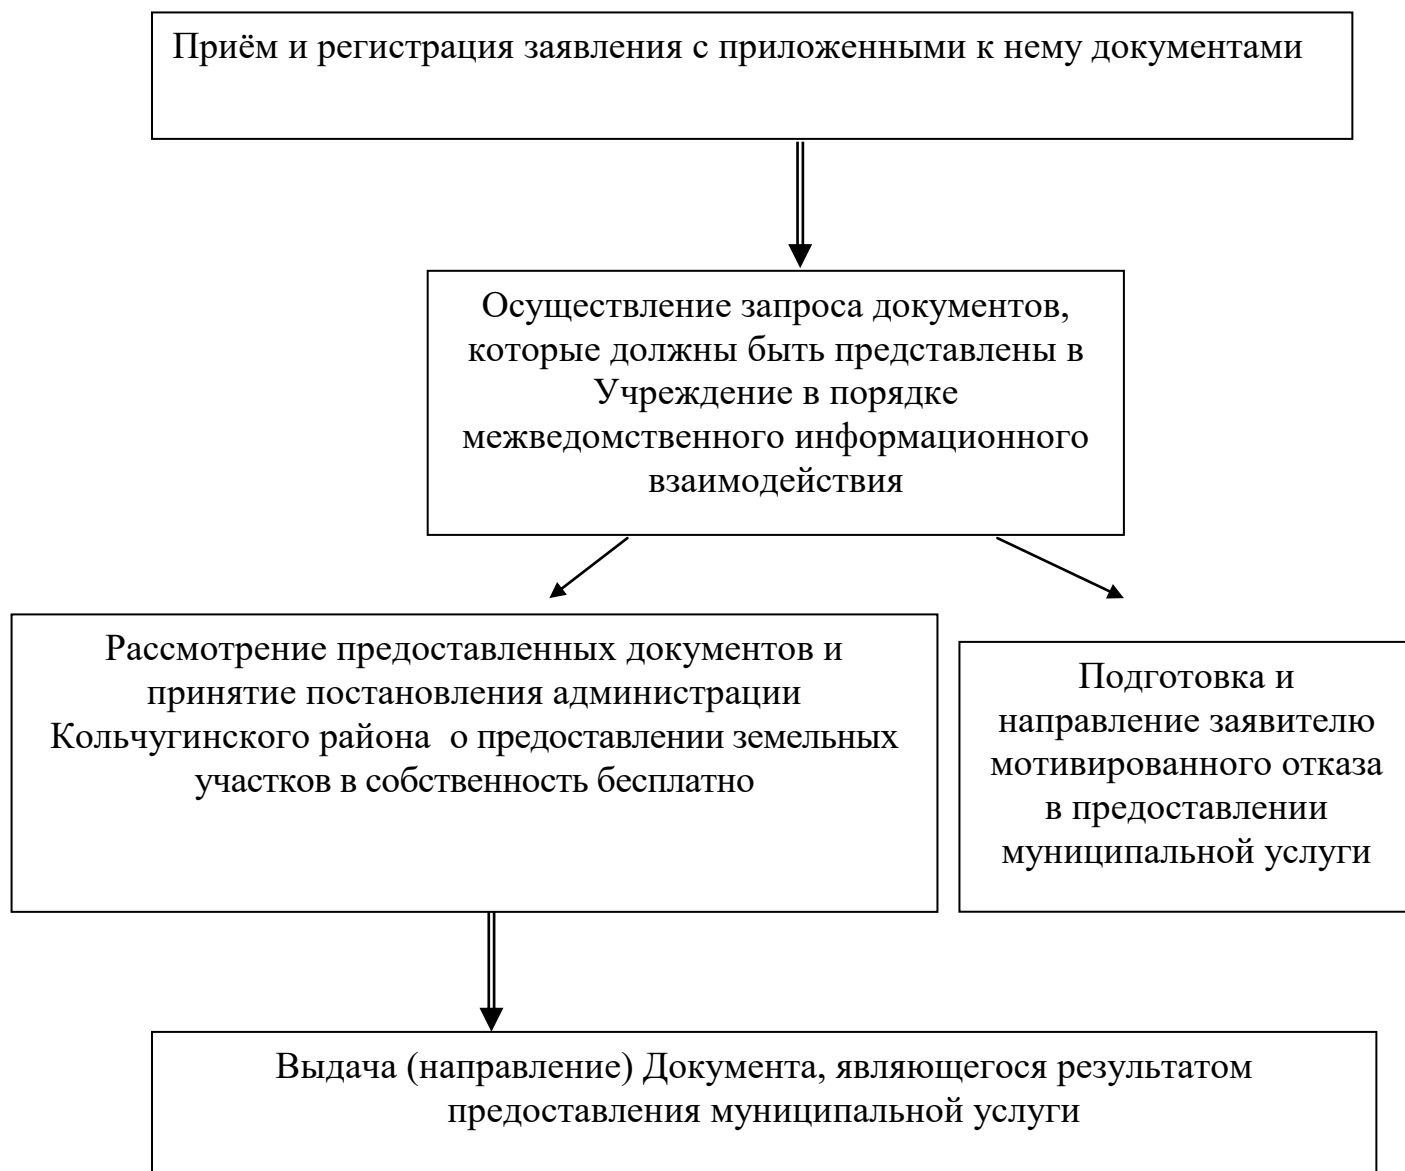 Приём и регистрация заявления с приложенными к нему документами
Осуществление запроса документов,
которые должны быть представлены в
Учреждение в порядке
межведомственного информационного
взаимодействия
Рассмотрение предоставленных документов и
принятие постановления администрации
Кольчугинского района  о предоставлении земельных
участков в собственность бесплатно
Подготовка и
направление заявителю
мотивированного отказа
в предоставлении
муниципальной услуги
Выдача (направление) Документа, являющегося результатом
предоставления муниципальной услуги